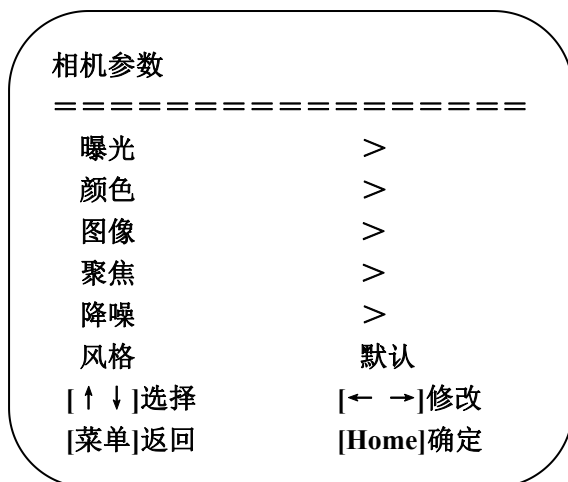 相机参数
===================
曝光 >
颜色 >
图像 >
聚焦 >
降噪 >
风格 默认
[↑ ↓]选择 [← →]修改
[菜单]返回 [Home]确定